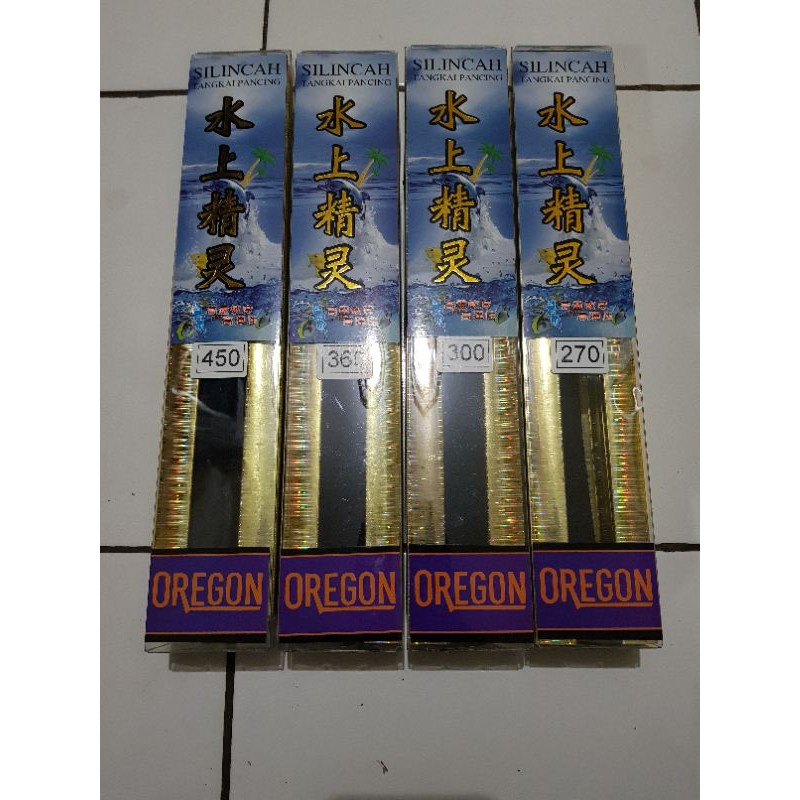 SILINCAH
TANGKAI PANCING
水上精灵
450
OREGON
SILINCAH
TANGKAI PANCING
水上精灵
36
OREGON
SILINCAH
TANGKAI PANCING
水上精灵
300
OREGON
SILINCAH
TANGKAI PANCING
水上精灵
270
OREGON